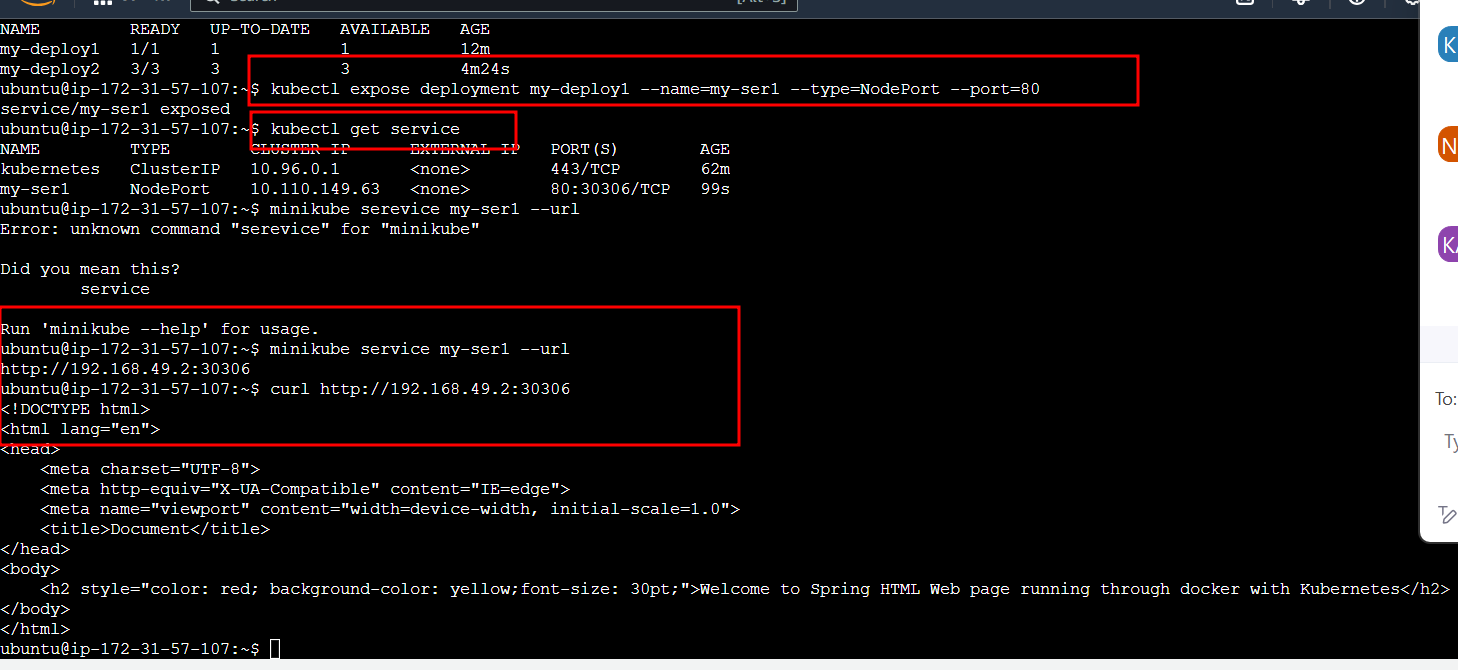 NAME         READY   UP-TO-DATE   AVAILABLE   AGE
my-deploy1   1/1     1            1           12m
my-deploy2   3/3     3            3           4m24s
ubuntu@ip-172-31-57-107:~$ kubectl expose deployment my-deploy1 --name=my-ser1 --type=NodePort --port=80
service/my-ser1 exposed
ubuntu@ip-172-31-57-107:~$ kubectl get service
NAME         TYPE        CLUSTER-IP      EXTERNAL-IP   PORT(S)        AGE
kubernetes   ClusterIP   10.96.0.1       <none>        443/TCP        62m
my-ser1      NodePort    10.110.149.63   <none>        80:30306/TCP   99s
ubuntu@ip-172-31-57-107:~$ minikube serevice my-ser1 --url
Error: unknown command "serevice" for "minikube"
Did you mean this?
        service
Run 'minikube --help' for usage.
ubuntu@ip-172-31-57-107:~$ minikube service my-ser1 --url
http://192.168.49.2:30306
ubuntu@ip-172-31-57-107:~$ curl http://192.168.49.2:30306
<!DOCTYPE html>
<html lang="en">
<head>
    <meta charset="UTF-8">
    <meta http-equiv="X-UA-Compatible" content="IE=edge">
    <meta name="viewport" content="width=device-width, initial-scale=1.0">
    <title>Document</title>
</head>
<body>
    <h2 style="color: red; background-color: yellow;font-size: 30pt;">Welcome to Spring HTML Web page running through docker with Kubernetes</h2>
</body>
</html>
ubuntu@ip-172-31-57-107:~$
K
N
KA
To:
Ty